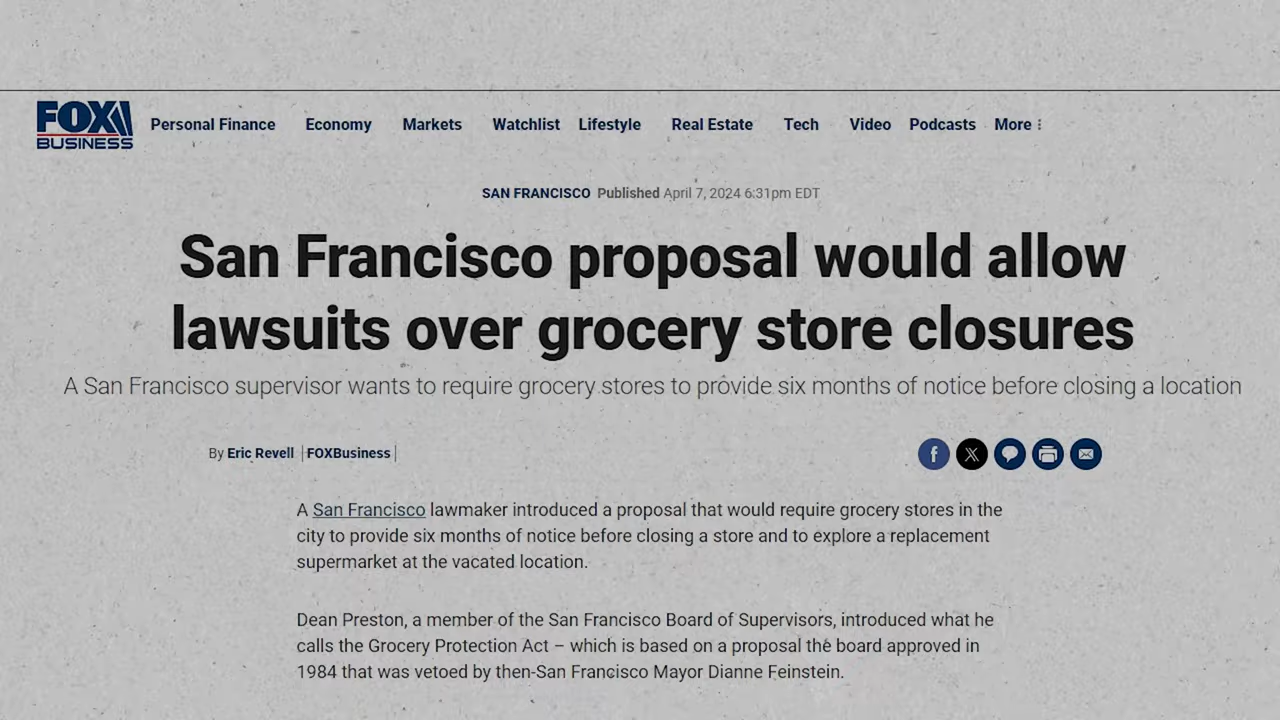 FOX
BUSINESS
Personal Finance Economy Markets Watchlist Lifestyle Real Estate Tech Video Podcasts More
SAN FRANCISCO Published April 7, 2024 6:31pm EDT
San Francisco proposal would allow
lawsuits over grocery store closures
A San Francisco supervisor wants to require grocery stores to provide six months of notice before closing a location
By Eric Revell | FOXBusiness |
A San Francisco lawmaker introduced a proposal that would require grocery stores in the
city to provide six months of notice before closing a store and to explore a replacement
supermarket at the vacated location.
Dean Preston, a member of the San Francisco Board of Supervisors, introduced what he
calls the Grocery Protection Act – which is based on a proposal the board approved in
1984 that was vetoed by then-San Francisco Mayor Dianne Feinstein.